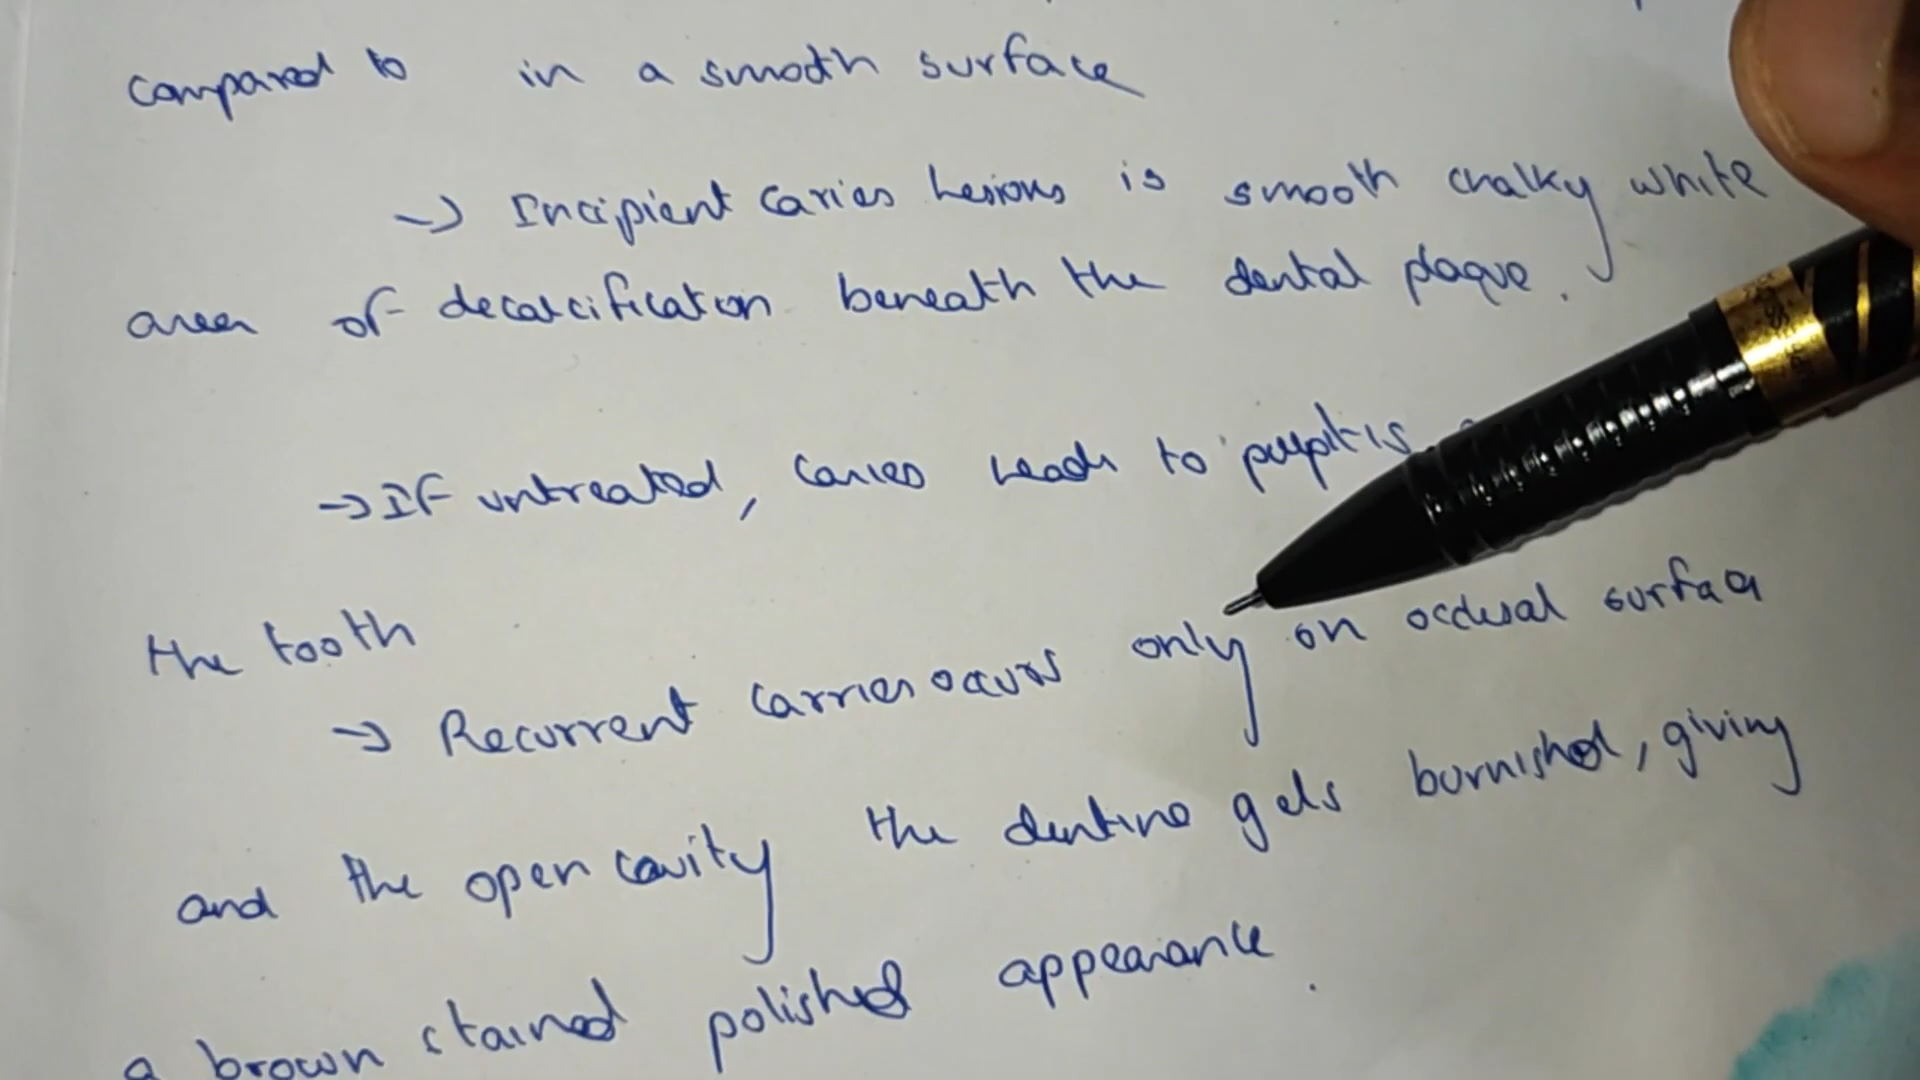 compared to in a smooth surface
→ Incipient caries lesions is smooth chalky white
area of decalcification beneath the dental plaque.
→ If untreated, caries leads to pulpitis
the tooth
→ Recurrent carries occurs only on occlusal surface
and the open cavity the dentine gets burnished, giving
a brown stained polished appearance.